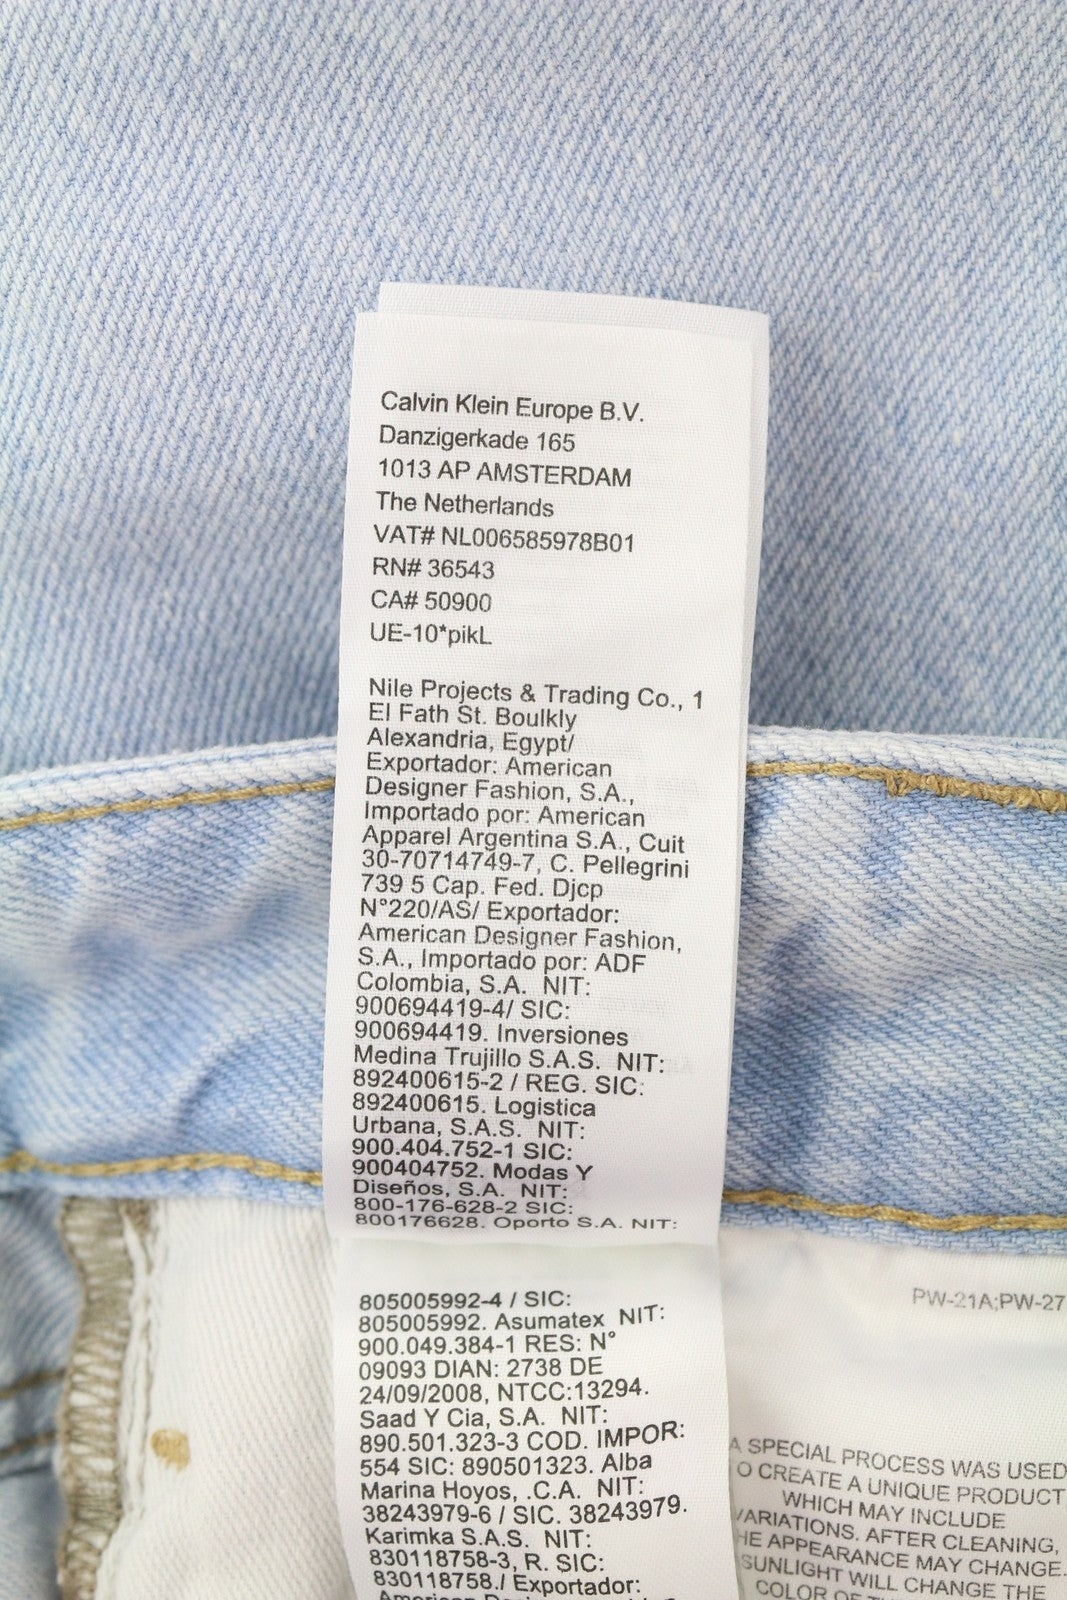 Calvin Klein Europe B.V.
Danzigerkade 165
1013 AP AMSTERDAM
The Netherlands
VAT# NL006585978B01
RN# 36543
CA# 50900
UE-10*pikL
Nile Projects & Trading Co., 1
El Fath St. Boulkly
Alexandria, Egypt/
Exportador: American
Designer Fashion, S.A.,
Importado por: American
Apparel Argentina S.A., Cuit
30-70714749-7, C. Pellegrini
739 5 Cap. Fed. Djcp
N°220/AS/ Exportador:
American Designer Fashion,
S.A., Importado por: ADF
Colombia, S.A. NIT:
900694419-4/ SIC:
900694419. Inversiones
Medina Trujillo S.A.S. NIT:
892400615-2 / REG. SIC:
892400615. Logistica
Urbana, S.A.S. NIT:
900.404.752-1 SIC:
900404752. Modas Y
Diseños, S.A. NIT:
800-176-628-2 SIC:
800176628. Oporto S.A. NIT:
805005992-4 / SIC:
805005992. Asumatex NIT:
900.049.384-1 RES: N°
09093 DIAN: 2738 DE
24/09/2008, NTCC:13294.
Saad Y Cia, S.A. NIT:
890.501.323-3 COD. IMPOR:
554 SIC: 890501323. Alba
Marina Hoyos, .C.A. NIT:
38243979-6 / SIC. 38243979.
Karimka S.A.S. NIT:
830118758-3, R. SIC:
830118758./ Exportador:
American
PW-21A;PW-27
A SPECIAL PROCESS WAS USED
O CREATE A UNIQUE PRODUCT
WHICH MAY INCLUDE
VARIATIONS. AFTER CLEANING,
HE APPEARANCE MAY CHANGE.
SUNLIGHT WILL CHANGE THE
COLOR OF